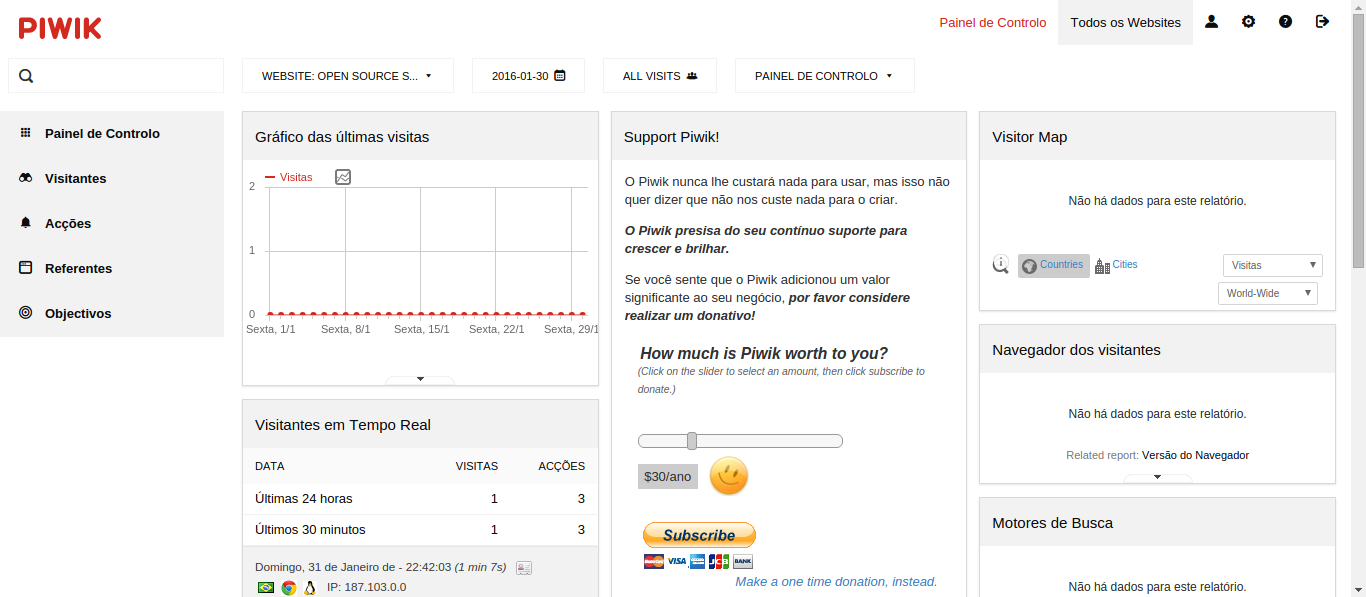 PIWIK
Painel de Controlo
Todos os Websites
WEBSITE: OPEN SOURCE S...
2016-01-30
ALL VISITS
PAINEL DE CONTROLO
Painel de Controlo
Visitantes
Acções
Referentes
Objectivos
Gráfico das últimas visitas
Visitas
2
1
0
Sexta, 1/1 Sexta, 8/1 Sexta, 15/1 Sexta, 22/1 Sexta, 29/1
Visitantes em Tempo Real
DATA VISITAS ACÇÕES
Últimas 24 horas 1 3
Últimos 30 minutos 1 3
Domingo, 31 de Janeiro de - 22:42:03 (1 min 7s)
IP: 187.103.0.0
Support Piwik!
O Piwik nunca lhe custará nada para usar, mas isso não
quer dizer que não nos custe nada para o criar.
O Piwik presisa do seu contínuo suporte para
crescer e brilhar.
Se você sente que o Piwik adicionou um valor
significante ao seu negócio, por favor considere
realizar um donativo!
How much is Piwik worth to you?
(Click on the slider to select an amount, then click subscribe to
donate.)
$30/ano
Subscribe
MasterCard VISA JCB BANK
Make a one time donation, instead.
Visitor Map
Não há dados para este relatório.
Countries Cities
Visitas
World-Wide
Navegador dos visitantes
Não há dados para este relatório.
Related report: Versão do Navegador
Motores de Busca
Não há dados para este relatório.